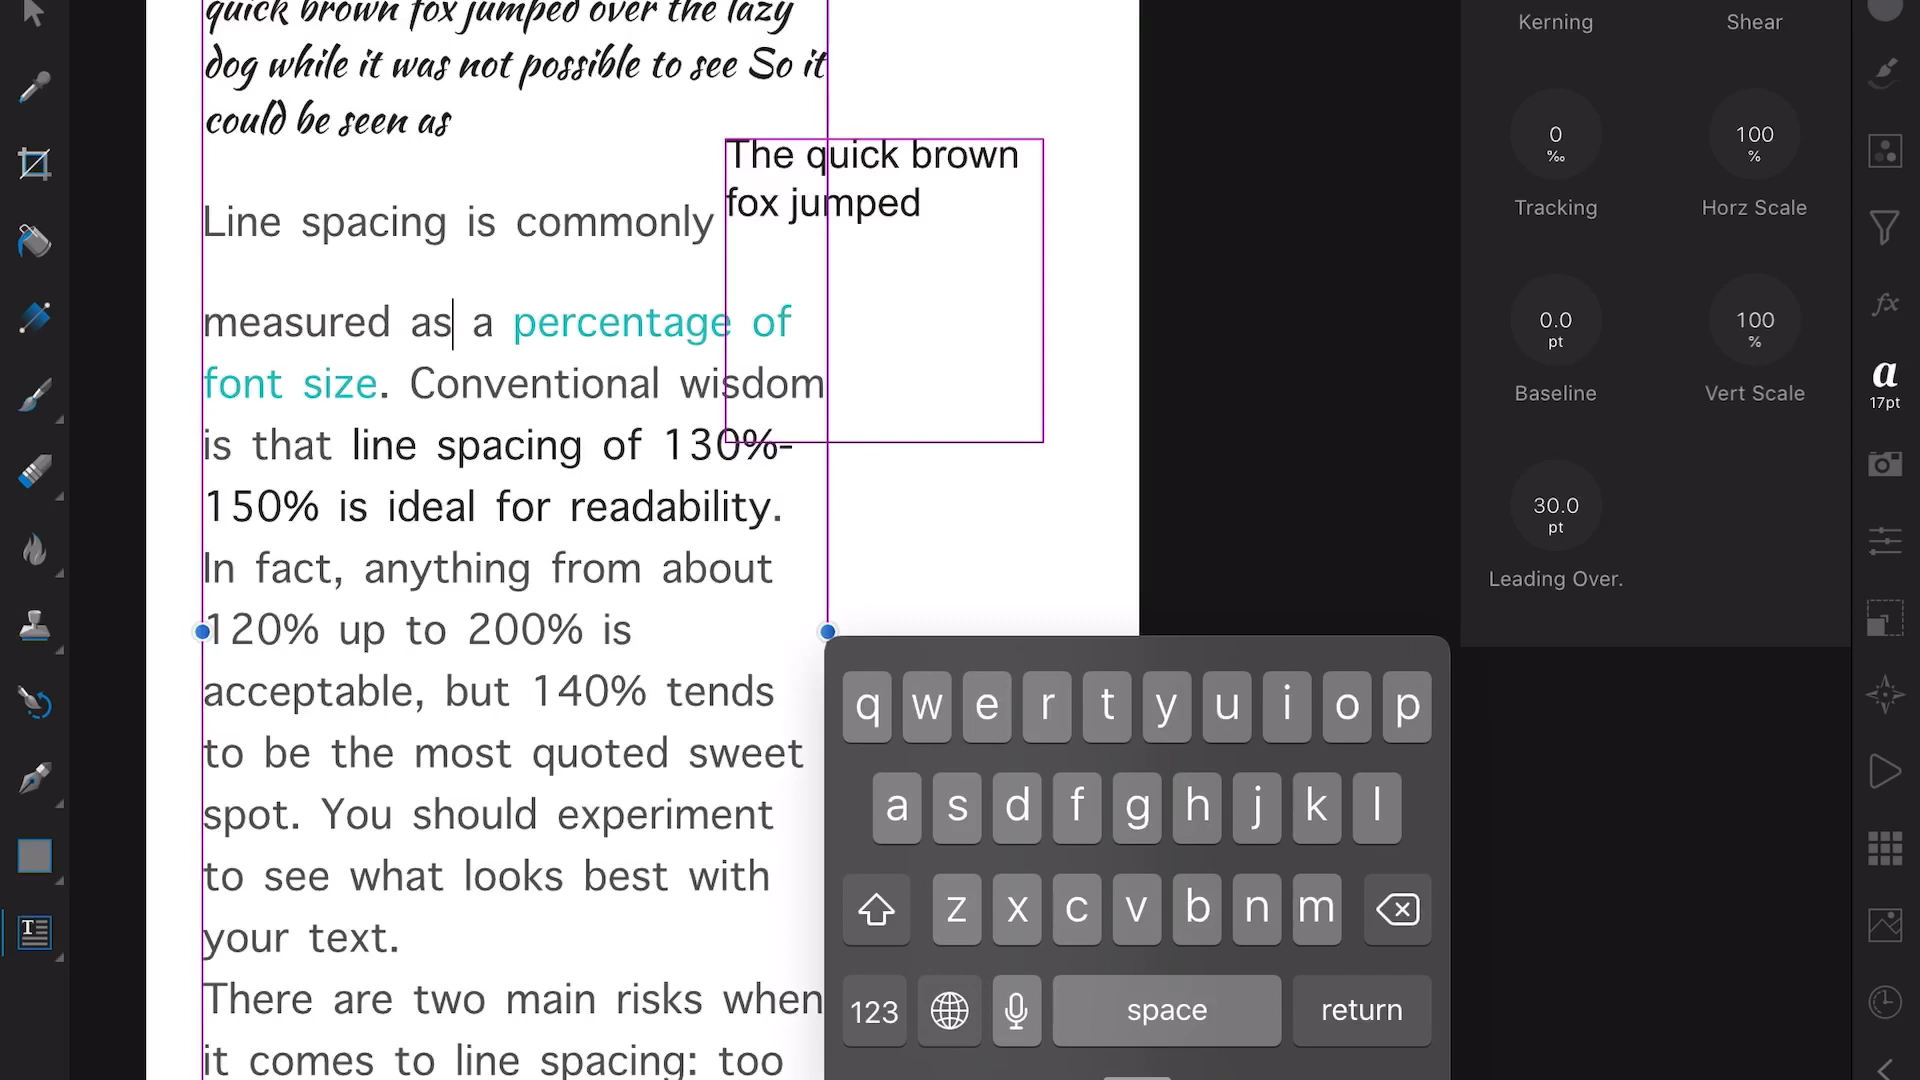 quick brown fox jumped over the lazy
dog while it was not possible to see So it
could be seen as
The quick brown
fox jumped
Line spacing is commonly
measured as a percentage of
font size. Conventional wisdom
is that line spacing of 130%-
150% is ideal for readability.
In fact, anything from about
120% up to 200% is
acceptable, but 140% tends
to be the most quoted sweet
spot. You should experiment
to see what looks best with
your text.
There are two main risks when
it comes to line spacing: too
Kerning
Shear
0
‰
Tracking
100
%
Horz Scale
0.0
pt
Baseline
100
%
Vert Scale
30.0
pt
Leading Over.
fx
a
17pt
T
q w e r t y u i o p
a s d f g h j k l
z x c v b n m
123 space return